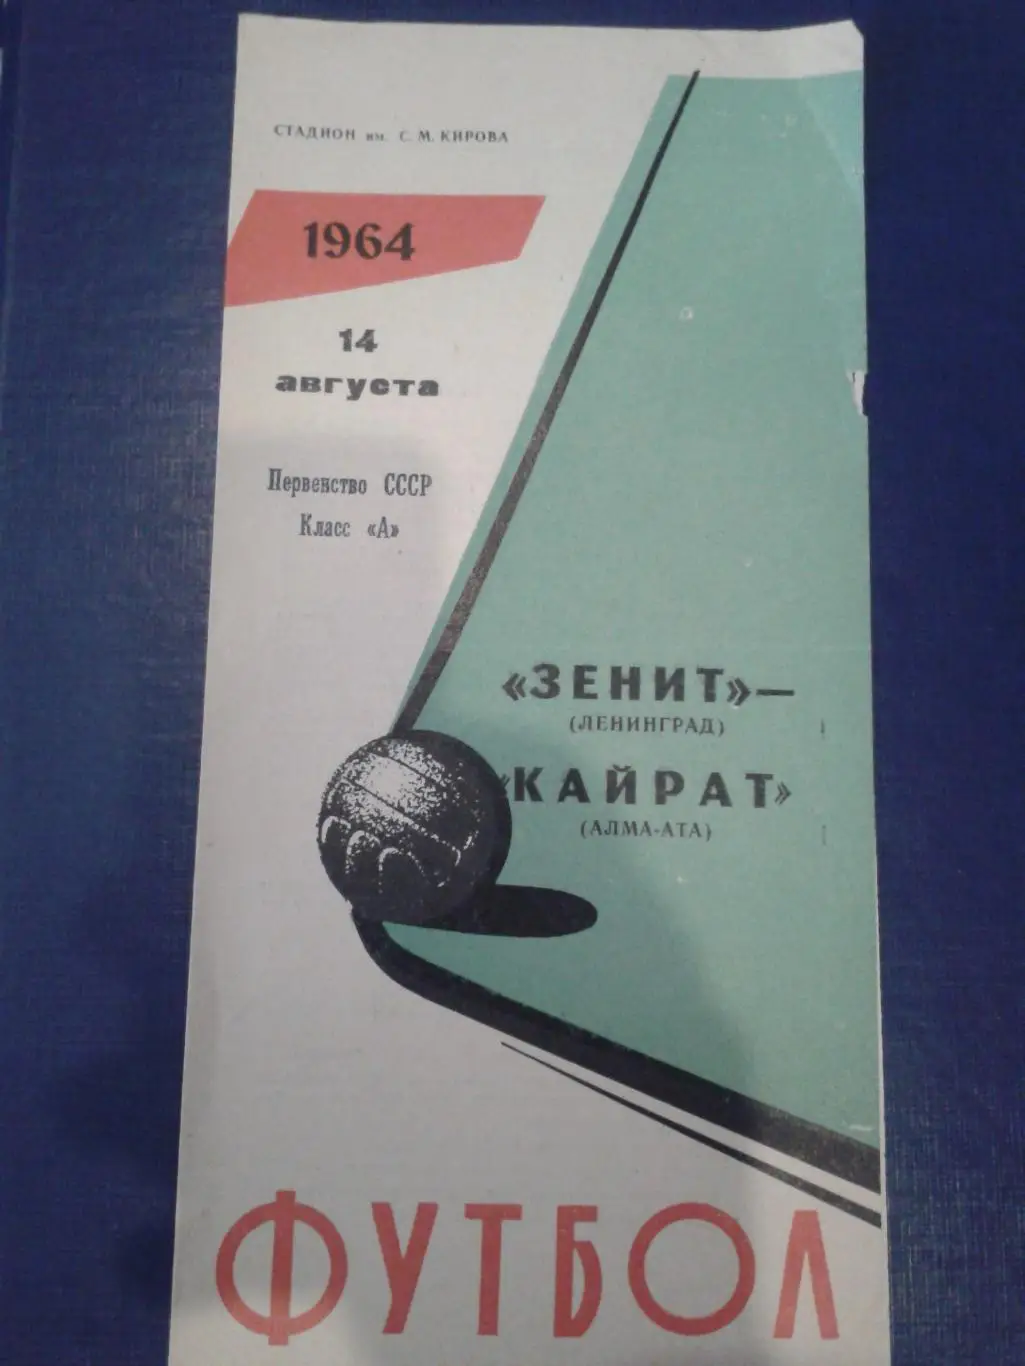 СТАДИОН им. С. М. КИРОВА
1964
14
августа
Первенство СССР
Класс «А»
«ЗЕНИТ»—
(ЛЕНИНГРАД)
«КАЙРАТ»
(АЛМА-АТА)
ФУТБОЛ